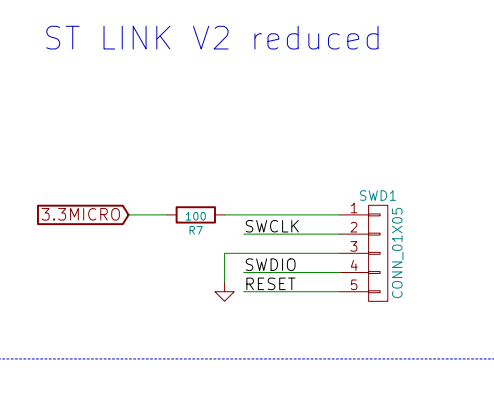 ST LINK V2 reduced
SWD1
3.3MICRO
100
R7
1
SWCLK
2
3
SWDIO
4
RESET
5
CONN_01X05